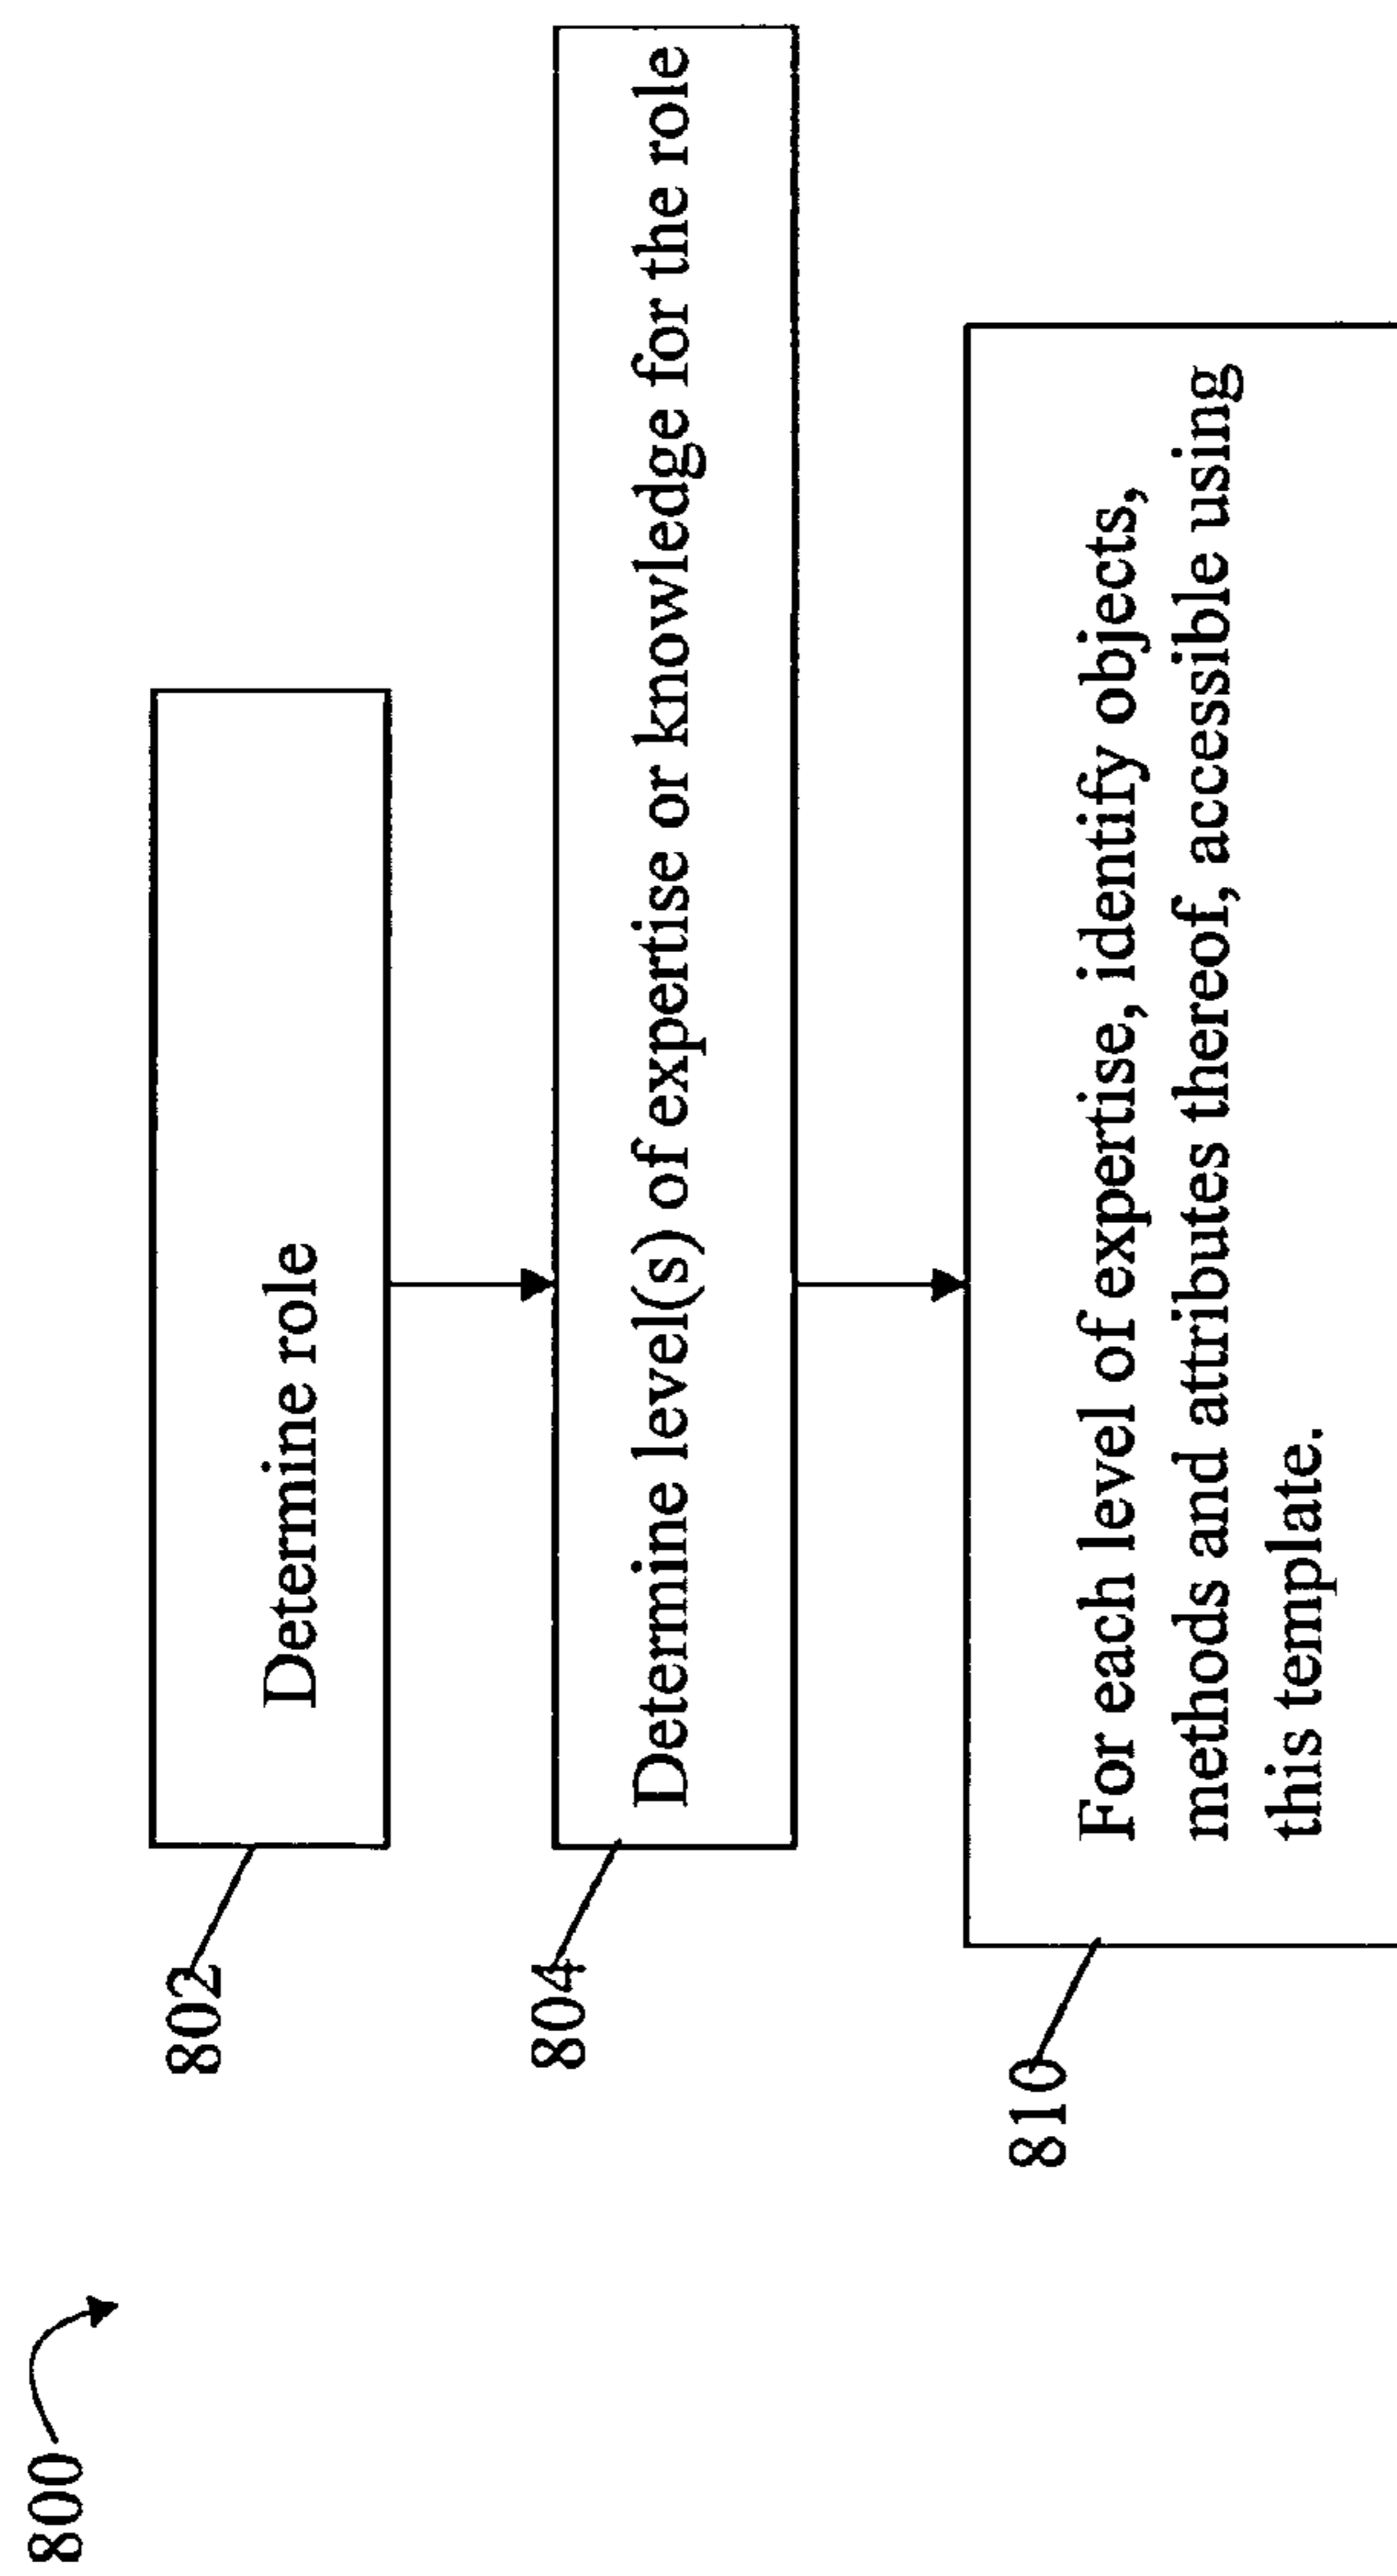 800
802
Determine role
804
Determine level(s) of expertise or knowledge for the role
810
For each level of expertise, identify objects,
methods and attributes thereof, accessible using
this template.